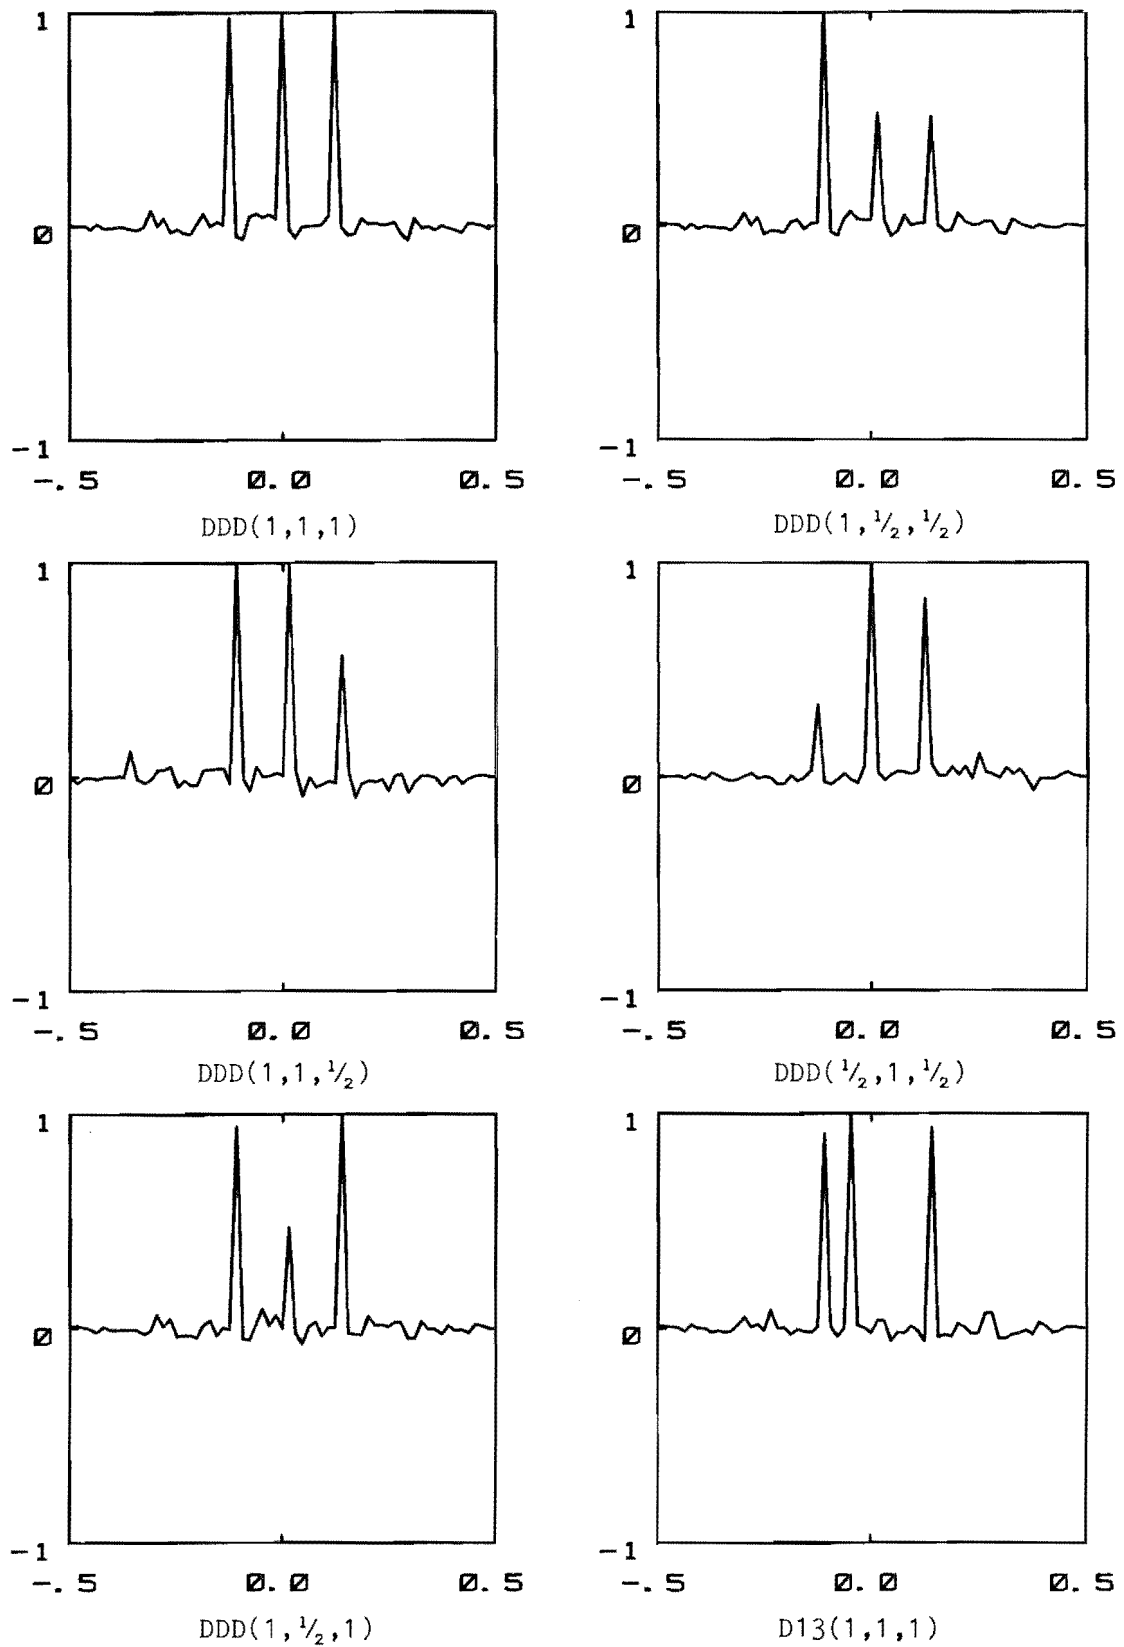 1
Ø
-1
-.5 Ø.Ø Ø.5
DDD(1,1,1)
1
Ø
-1
-.5 Ø.Ø Ø.5
DDD(1,½,½)
1
Ø
-1
-.5 Ø.Ø Ø.5
DDD(1,1,½)
1
Ø
-1
-.5 Ø.Ø Ø.5
DDD(½,1,½)
1
Ø
-1
-.5 Ø.Ø Ø.5
DDD(1,½,1)
1
Ø
-1
-.5 Ø.Ø Ø.5
D13(1,1,1)